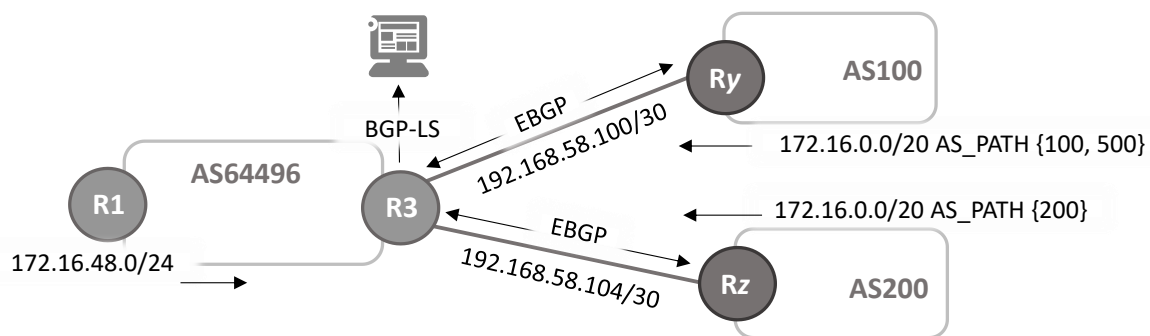 Ry
AS100
EBGP
192.168.58.100/30
BGP-LS
172.16.0.0/20 AS_PATH {100, 500}
AS64496
R1
R3
172.16.0.0/20 AS_PATH {200}
EBGP
172.16.48.0/24
192.168.58.104/30
Rz
AS200